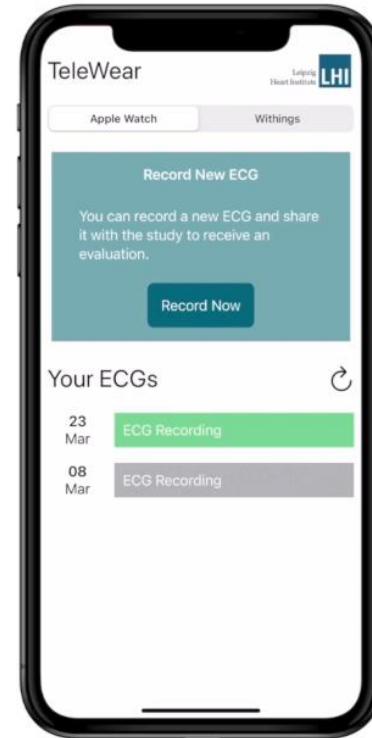 TeleWear
Leipzig
Heart Institute
LHI
Apple Watch
Withings
Record New ECG
You can record a new ECG and share
it with the study to receive an
evaluation.
Record Now
Your ECGs
23
Mar
ECG Recording
08
Mar
ECG Recording